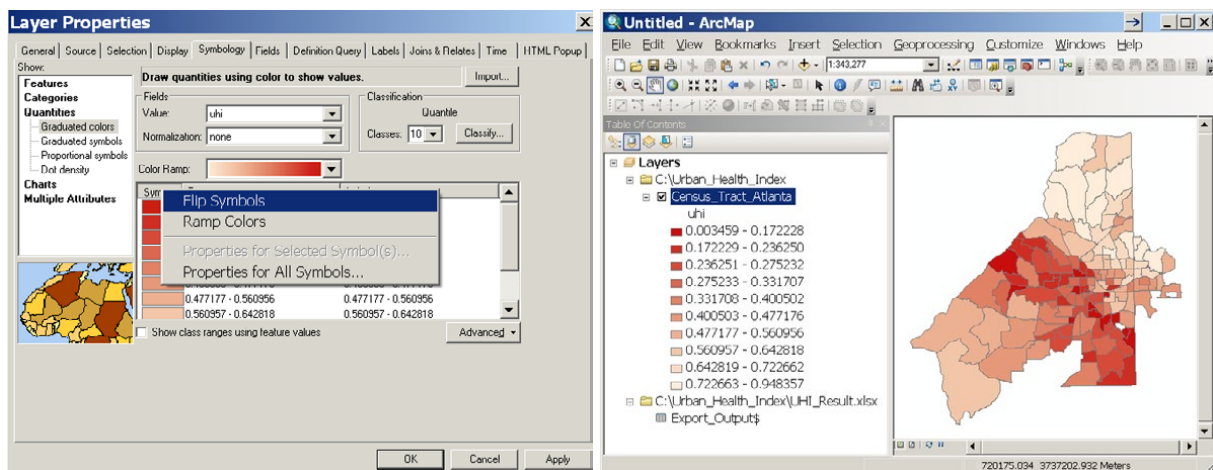 Layer Properties
General Source Selection Display Symbology Fields Definition Query Labels Joins & Relates Time HTML Popup
Show:
Features
Categories
Quantities
Graduated colors
Graduated symbols
Proportional symbols
Dot density
Charts
Multiple Attributes
Draw quantities using color to show values.
Import...
Fields
Value: uhi
Normalization: none
Classification
Quantile
Classes: 10 Classify...
Color Ramp:
Flip Symbols
Ramp Colors
Properties for Selected Symbol(s)...
Properties for All Symbols...
0.477177 - 0.560956 0.477177 - 0.560956
0.560957 - 0.642818 0.560957 - 0.642818
Show class ranges using feature values
Advanced
OK Cancel Apply
Untitled - ArcMap
File Edit View Bookmarks Insert Selection Geoprocessing Customize Windows Help
1:343,277
Table Of Contents
Layers
C:\Urban_Health_Index
Census_Tract_Atlanta
uhi
0.003459 - 0.172228
0.172229 - 0.236250
0.236251 - 0.275232
0.275233 - 0.331707
0.331708 - 0.400502
0.400503 - 0.477176
0.477177 - 0.560956
0.560957 - 0.642818
0.642819 - 0.722662
0.722663 - 0.948357
C:\Urban_Health_Index\UHI_Result.xlsx
Export_Output$
720175.034 3737202.932 Meters